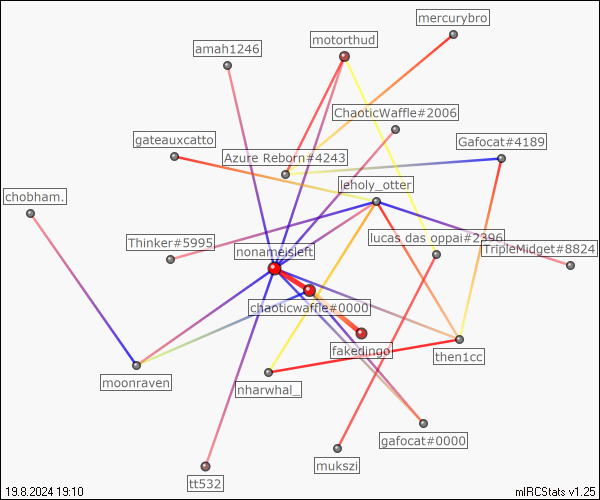 mercurybro
motorthud
amah1246
ChaoticWaffle#2006
gateauxcatto
Gafocat#4189
Azure Reborn#4243
leholy_otter
chobham.
Thinker#5995
lucas das oppai#2396
TripleMidget#8824
nonameisleft
chaoticwaffle#0000
fakedingo
then1cc
moonraven
nharwhal_
gafocat#0000
mukszi
tt532
19.8.2024 19:10
mIRCStats v1.25